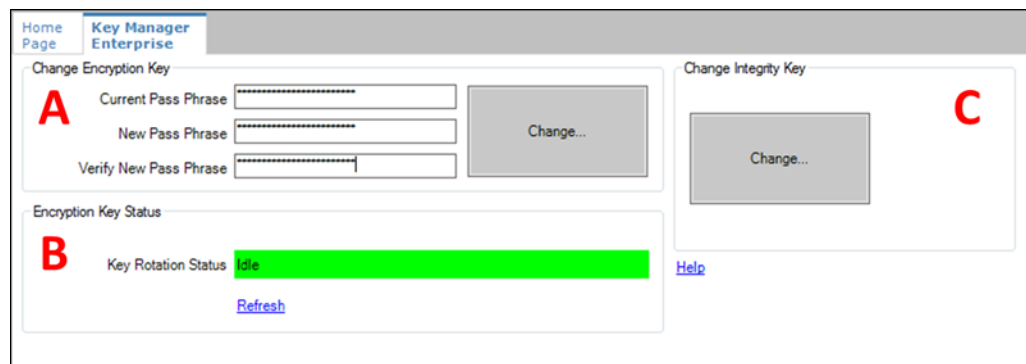 Home
Page
Key Manager
Enterprise
Change Encryption Key
A
Current Pass Phrase
New Pass Phrase
Verify New Pass Phrase
Change...
Encryption Key Status
B
Key Rotation Status
Idle
Refresh
Change Integrity Key
C
Change...
Help